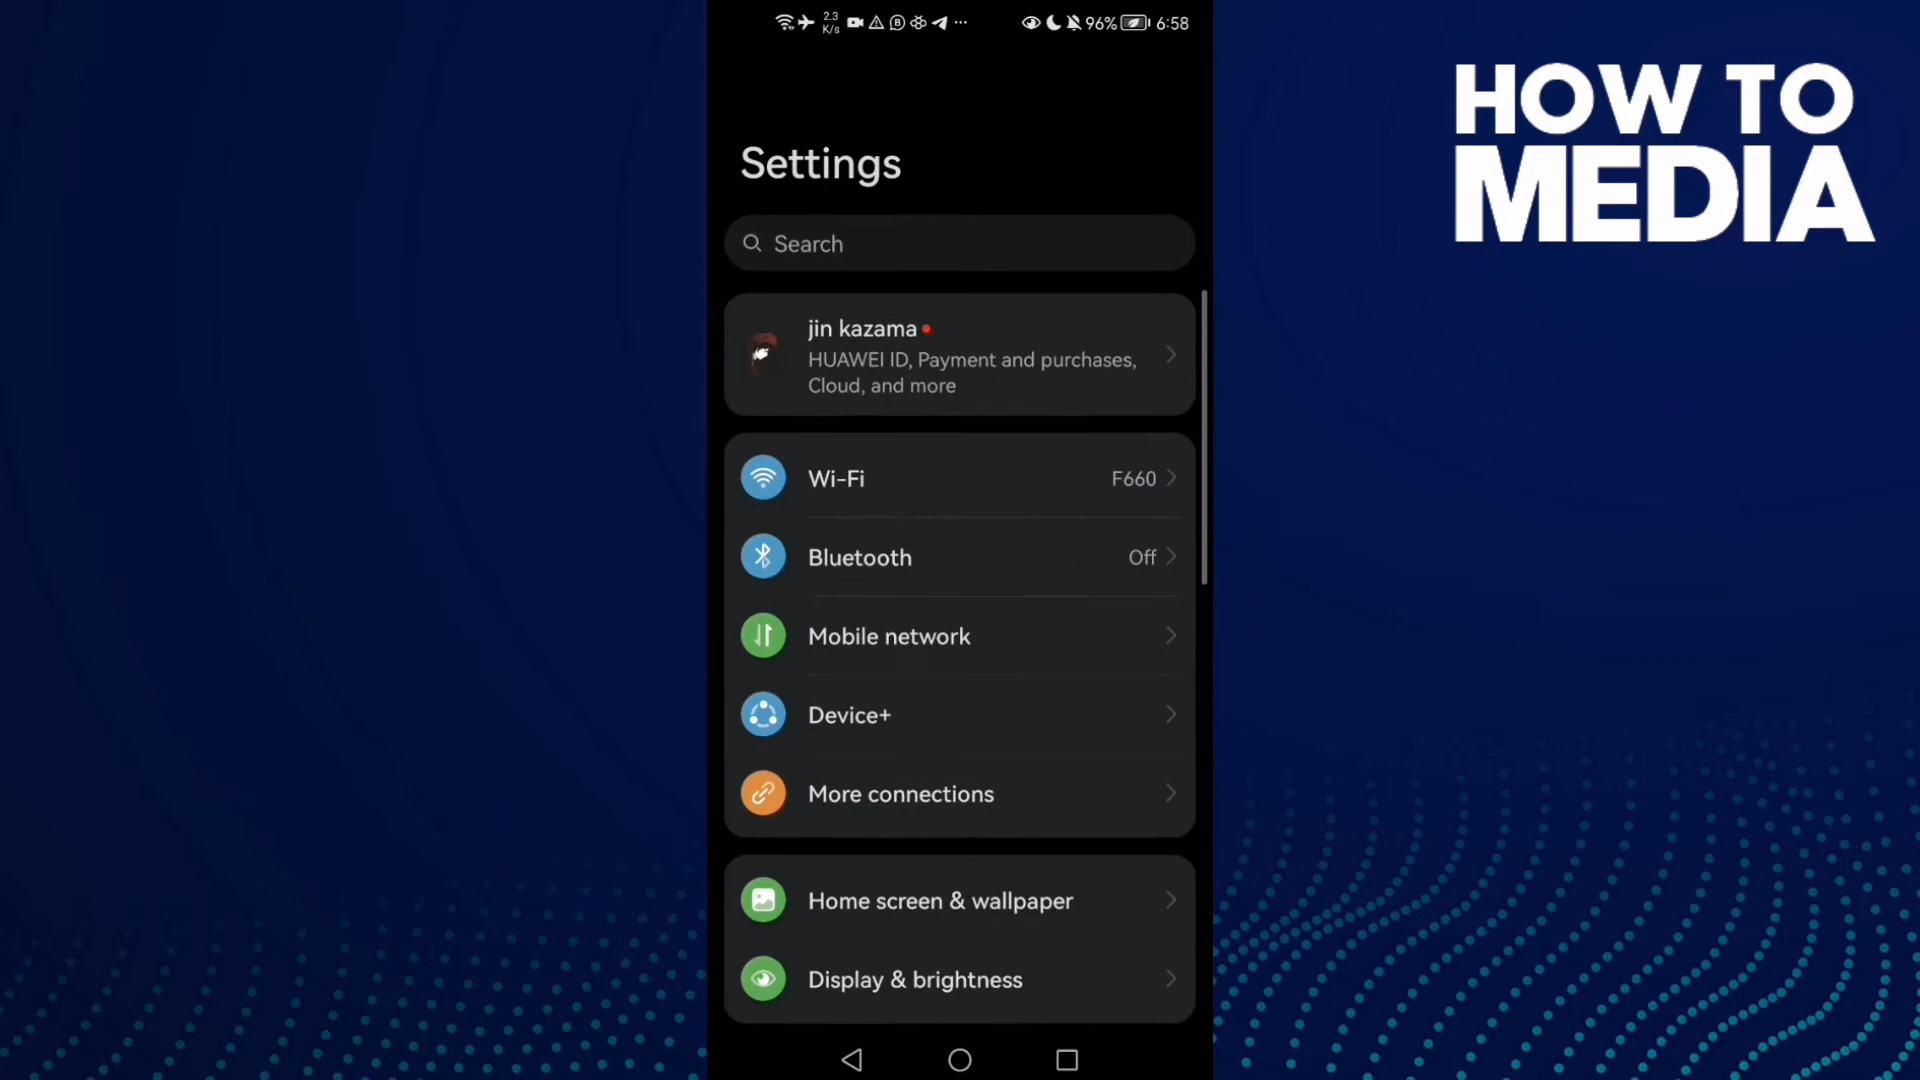 2.3
K/s
96%
6:58
HOW TO
MEDIA
Settings
Search
jin kazama
HUAWEI ID, Payment and purchases,
Cloud, and more
Wi-Fi
F660
Bluetooth
Off
Mobile network
Device+
More connections
Home screen & wallpaper
Display & brightness